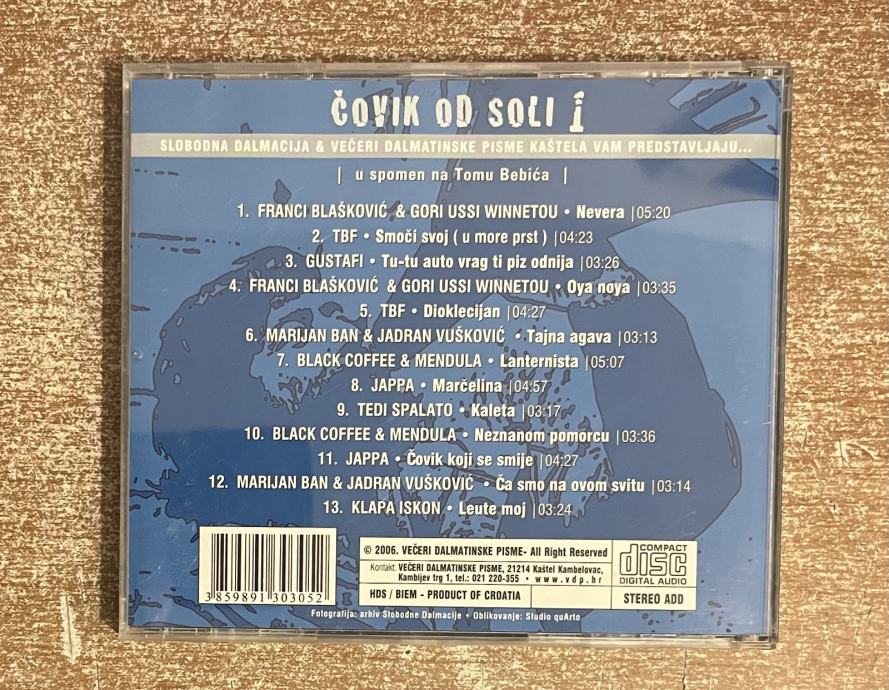 ČOVIK OD SOLI 1
SLOBODNA DALMACIJA & VEČERI DALMATINSKE PISME KAŠTELA VAM PREDSTAVLJAJU...
| u spomen na Tomu Bebića |
1. FRANCI BLAŠKOVIĆ & GORI USSI WINNETOU • Nevera |05:20
2. TBF • Smoči svoj ( u more prst ) |04:23
3. GUSTAFI • Tu-tu auto vrag ti piz odnija |03:26
4. FRANCI BLAŠKOVIĆ & GORI USSI WINNETOU • Oya noya |03:35
5. TBF • Dioklecijan |04:27
6. MARIJAN BAN & JADRAN VUŠKOVIĆ • Tajna agava |03:13
7. BLACK COFFEE & MENDULA • Lanternista |05:07
8. JAPPA • Marčelina |04:57
9. TEDI SPALATO • Kaleta |03:17
10. BLACK COFFEE & MENDULA • Neznanom pomorcu |03:36
11. JAPPA • Čovik koji se smije |04:27
12. MARIJAN BAN & JADRAN VUŠKOVIĆ • Ča smo na ovom svitu |03:14
13. KLAPA ISKON • Leute moj |03:24
© 2006. VEČERI DALMATINSKE PISME- All Right Reserved
Kontakt: VEČERI DALMATINSKE PISME, 21214 Kaštel Kambelovac,
Kambijev trg 1, tel.: 021 220-355 • www.vdp.hr
HDS / BIEM - PRODUCT OF CROATIA
COMPACT
disc
DIGITAL AUDIO
STEREO ADD
3 859891 303052
Fotografija: arhiv Slobodne Dalmacije • Oblikovanje: Studio quArto